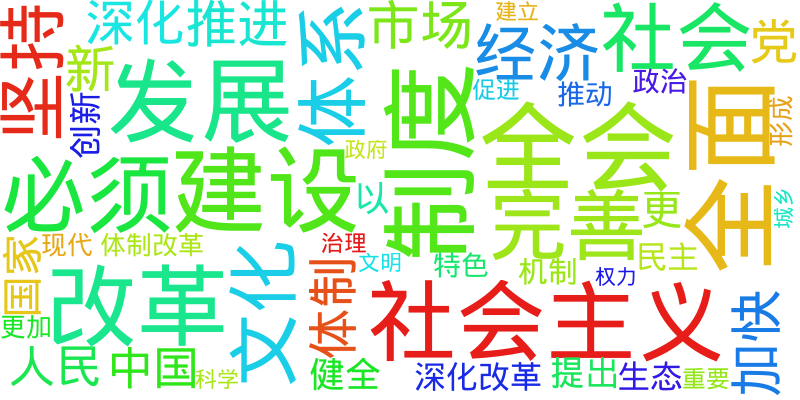 建立
坚持
深化推进
体系
市场
经济
社会
党
新
发展
制度
促进
推动
政治
创新
全会
全面
形成
必须
建设
政府
以
完善
更
城乡
国家
现代
体制改革
文化
治理
文明
特色
机制
民主
权力
改革
体制
社会主义
加快
更加
人民
中国
科学
健全
深化改革
提出
生态
重要